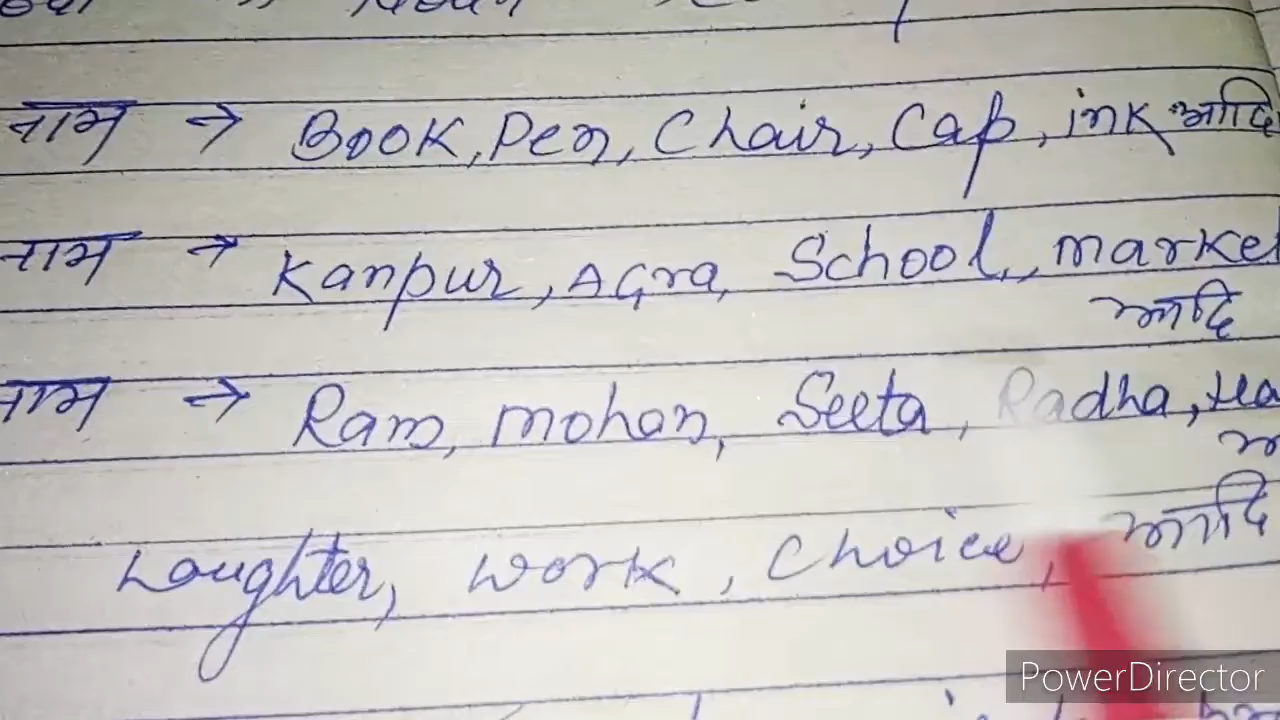 नाम → Book, Pen, Chair, Cap, ink आदि
नाम → Kanpur, Agra, School, market
आदि
नाम → Ram, mohan, Seeta, Radha,
Laughter, work, Choice, आदि
PowerDirector